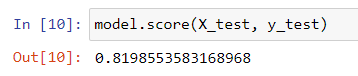 In [10]: model.score(X_test, y_test)
Out[10]: 0.8198553583168968